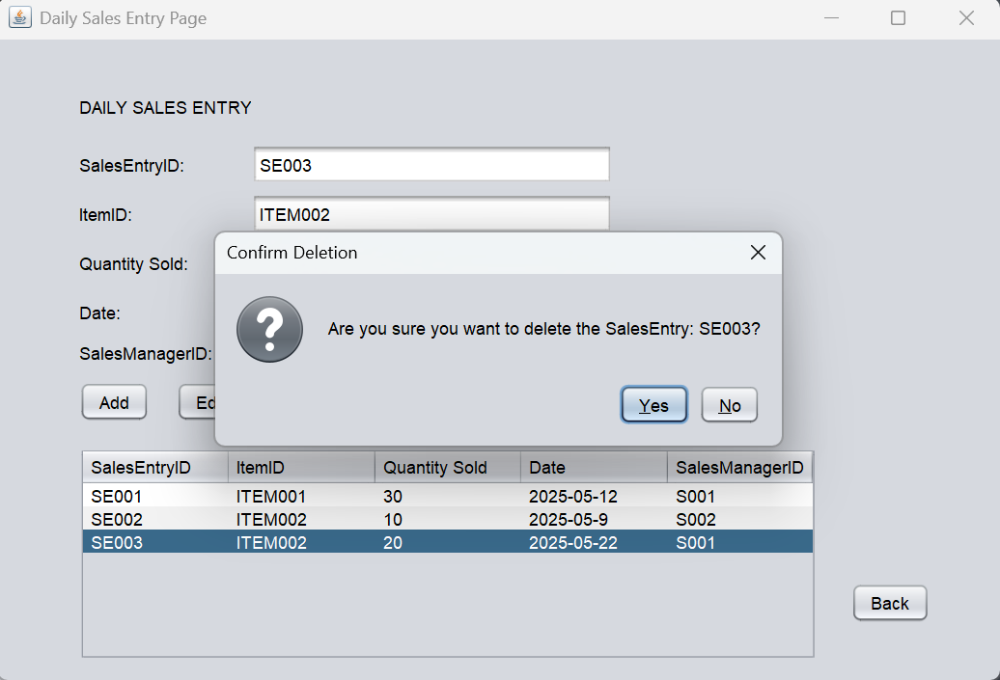 Daily Sales Entry Page
DAILY SALES ENTRY
SalesEntryID: SE003
ItemID: ITEM002
Confirm Deletion
Quantity Sold:
Date:
Are you sure you want to delete the SalesEntry: SE003?
SalesManagerID:
Add Ed
Yes No
SalesEntryID ItemID Quantity Sold Date SalesManagerID
SE001 ITEM001 30 2025-05-12 S001
SE002 ITEM002 10 2025-05-9 S002
SE003 ITEM002 20 2025-05-22 S001
Back